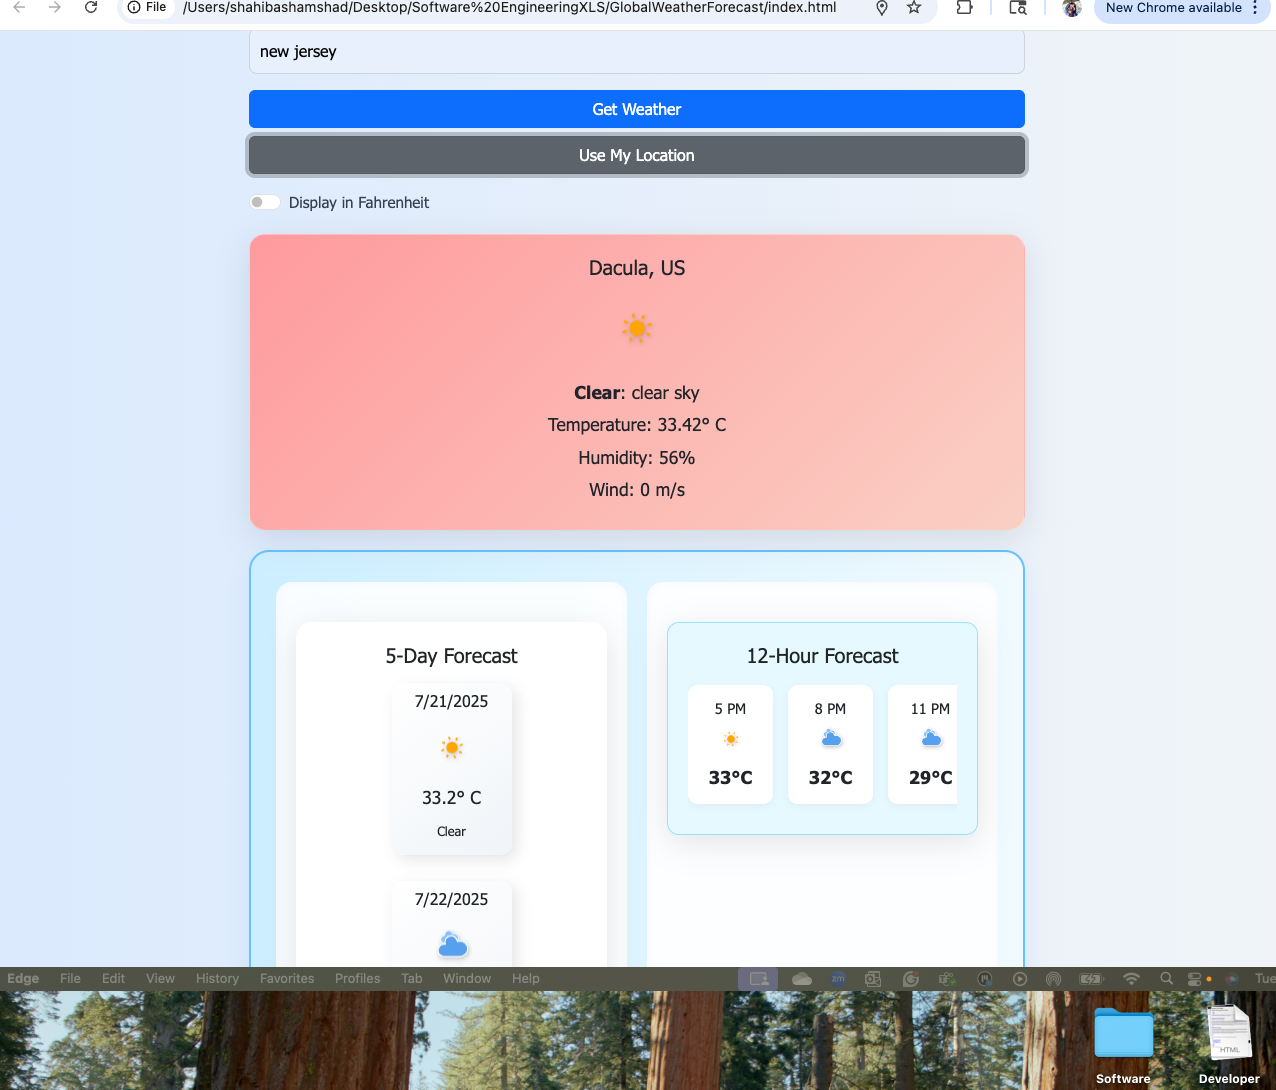 File
/Users/shahibashamshad/Desktop/Software%20EngineeringXLS/GlobalWeatherForecast/index.html
New Chrome available
new jersey
Get Weather
Use My Location
Display in Fahrenheit
Dacula, US
Clear: clear sky
Temperature: 33.42° C
Humidity: 56%
Wind: 0 m/s
5-Day Forecast
7/21/2025
33.2° C
Clear
7/22/2025
12-Hour Forecast
5 PM
8 PM
11 PM
33°C
32°C
29°C
Edge File Edit View History Favorites Profiles Tab Window Help
zm
Tue
HTML
Software
Developer